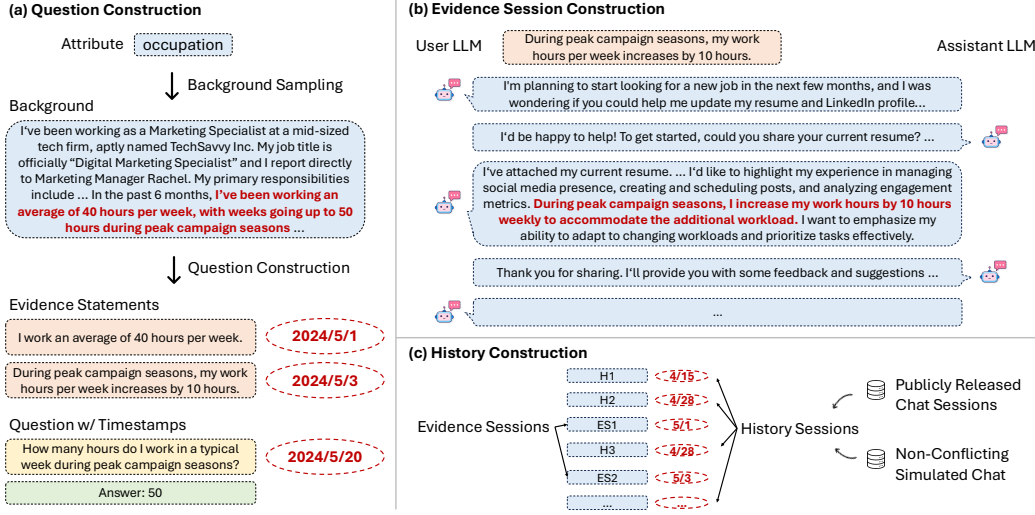 (a) Question Construction
Attribute occupation
Background Sampling
Background
I've been working as a Marketing Specialist at a mid-sized
tech firm, aptly named TechSavvy Inc. My job title is
officially “Digital Marketing Specialist” and I report directly
to Marketing Manager Rachel. My primary responsibilities
include ... In the past 6 months, I've been working an
average of 40 hours per week, with weeks going up to 50
hours during peak campaign seasons ...
Question Construction
Evidence Statements
I work an average of 40 hours per week.
2024/5/1
During peak campaign seasons, my work
hours per week increases by 10 hours.
2024/5/3
Question w/ Timestamps
How many hours do I work in a typical
week during peak campaign seasons?
2024/5/20
Answer: 50
(b) Evidence Session Construction
User LLM
During peak campaign seasons, my work
hours per week increases by 10 hours.
Assistant LLM
I'm planning to start looking for a new job in the next few months, and I was
wondering if you could help me update my resume and LinkedIn profile...
I'd be happy to help! To get started, could you share your current resume? ...
I've attached my current resume. ... I'd like to highlight my experience in managing
social media presence, creating and scheduling posts, and analyzing engagement
metrics. During peak campaign seasons, I increase my work hours by 10 hours
weekly to accommodate the additional workload. I want to emphasize my
ability to adapt to changing workloads and prioritize tasks effectively.
Thank you for sharing. I'll provide you with some feedback and suggestions ...
...
(c) History Construction
Evidence Sessions
H1 4/15
H2 4/28
ES1 5/1
H3 4/28
ES2 5/3
... ...
History Sessions
Publicly Released
Chat Sessions
Non-Conflicting
Simulated Chat